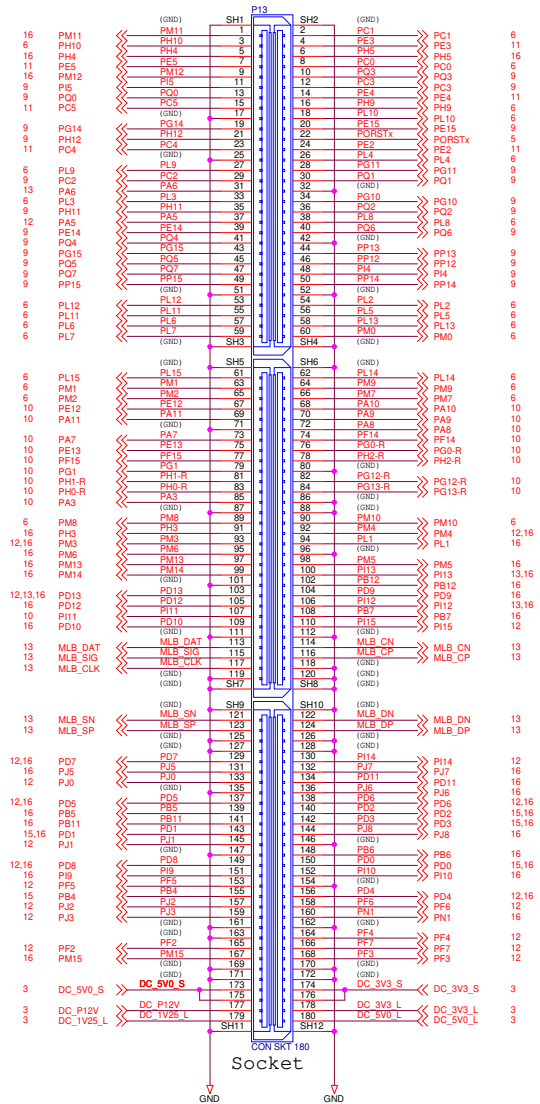 P13
(GND) SH1 SH2 (GND)
16 PM11 PM11 1 2 PC1 PC1 6
6 PH10 PH10 3 4 PE3 PE3 11
16 PH4 PH4 5 6 PH5 PH5 16
11 PE5 PE5 7 8 PC0 PC0 6
16 PM12 PM12 9 10 PQ3 PQ3 9
9 PI5 PI5 11 12 PC3 PC3 9
9 PQ0 PQ0 13 14 PE4 PE4 11
11 PC5 PC5 15 16 PH9 PH9 6
(GND) 17 18 PL10 PL10 6
9 PG14 PG14 19 20 PE15 PE15 9
9 PH12 PH12 21 22 PORSTx PORSTx 5
11 PC4 PC4 23 24 PE2 PE2 11
(GND) 25 26 PL4 PL4 6
6 PL9 PL9 27 28 PG11 PG11 9
9 PC2 PC2 29 30 PQ1 PQ1 9
13 PA6 PA6 31 32 (GND)
6 PL3 PL3 33 34 PG10 PG10 9
9 PH11 PH11 35 36 PQ2 PQ2 9
12 PA5 PA5 37 38 PL8 PL8 6
9 PE14 PE14 39 40 PQ6 PQ6 9
9 PQ4 PQ4 41 42 (GND)
9 PG15 PG15 43 44 PP13 PP13 9
9 PQ5 PQ5 45 46 PP12 PP12 9
9 PQ7 PQ7 47 48 PI4 PI4 9
9 PP15 PP15 49 50 PP14 PP14 9
(GND) 51 52 (GND)
6 PL12 PL12 53 54 PL2 PL2 6
6 PL11 PL11 55 56 PL5 PL5 6
6 PL6 PL6 57 58 PL13 PL13 6
6 PL7 PL7 59 60 PM0 PM0 6
(GND) SH3 SH4 (GND)
(GND) SH5 SH6 (GND)
6 PL15 PL15 61 62 PL14 PL14 6
6 PM1 PM1 63 64 PM9 PM9 6
6 PM2 PM2 65 66 PM7 PM7 6
10 PE12 PE12 67 68 PA10 PA10 10
10 PA11 PA11 69 70 PA9 PA9 10
(GND) 71 72 PA8 PA8 10
10 PA7 PA7 73 74 PF14 PF14 10
10 PE13 PE13 75 76 PG0-R PG0-R 10
10 PF15 PF15 77 78 PH2-R PH2-R 10
10 PG1 PG1 79 80 (GND)
10 PH1-R PH1-R 81 82 PG12-R PG12-R 10
10 PH0-R PH0-R 83 84 PG13-R PG13-R 10
10 PA3 PA3 85 86 (GND)
(GND) 87 88 (GND)
6 PM8 PM8 89 90 PM10 PM10 6
16 PH3 PH3 91 92 PM4 PM4 12,16
12,16 PM3 PM3 93 94 PL1 PL1 16
16 PM6 PM6 95 96 (GND)
16 PM13 PM13 97 98 PM5 PM5 16
16 PM14 PM14 99 100 PI13 PI13 13,16
(GND) 101 102 PB12 PB12 16
12,13,16 PD13 PD13 103 104 PD9 PD9 16
16 PD12 PD12 105 106 PI12 PI12 13,16
10 PI11 PI11 107 108 PB7 PB7 16
16 PD10 PD10 109 110 PI15 PI15 12
(GND) 111 112 (GND)
13 MLB_DAT MLB_DAT 113 114 MLB_CN MLB_CN 13
13 MLB_SIG MLB_SIG 115 116 MLB_CP MLB_CP 13
13 MLB_CLK MLB_CLK 117 118 (GND)
(GND) 119 120 (GND)
(GND) SH7 SH8 (GND)
(GND) SH9 SH10 (GND)
13 MLB_SN MLB_SN 121 122 MLB_DN MLB_DN 13
13 MLB_SP MLB_SP 123 124 MLB_DP MLB_DP 13
(GND) 125 126 (GND)
(GND) 127 128 (GND)
12,16 PD7 PD7 129 130 PI14 PI14 12
16 PJ5 PJ5 131 132 PJ7 PJ7 16
12 PJ0 PJ0 133 134 PD11 PD11 16
(GND) 135 136 PJ6 PJ6 16
12,16 PD5 PD5 137 138 PD6 PD6 12,16
16 PB5 PB5 139 140 PD2 PD2 15,16
16 PB11 PB11 141 142 PD3 PD3 15,16
15,16 PD1 PD1 143 144 PJ8 PJ8 16
12 PJ1 PJ1 145 146 (GND)
(GND) 147 148 PB6 PB6 16
12,16 PD8 PD8 149 150 PD0 PD0 15,16
16 PI9 PI9 151 152 PI10 PI10 16
12 PF5 PF5 153 154 (GND)
15 PB4 PB4 155 156 PD4 PD4 12,16
12 PJ2 PJ2 157 158 PF6 PF6 12
12 PJ3 PJ3 159 160 PN1 PN1 16
(GND) 161 162 (GND)
(GND) 163 164 PF4 PF4 12
12 PF2 PF2 165 166 PF7 PF7 12
16 PM15 PM15 167 168 PF3 PF3 12
(GND) 169 170 (GND)
(GND) 171 172 (GND)
3 DC_5V0_S DC_5V0_S 173 174 DC_3V3_S DC_3V3_S 3
175 176
3 DC_P12V DC_P12V 177 178 DC_3V3_L DC_3V3_L 3
3 DC_1V25_L DC_1V25_L 179 180 DC_5V0_L DC_5V0_L 3
(GND) SH11 SH12 (GND)
CON SKT 180
Socket
GND GND